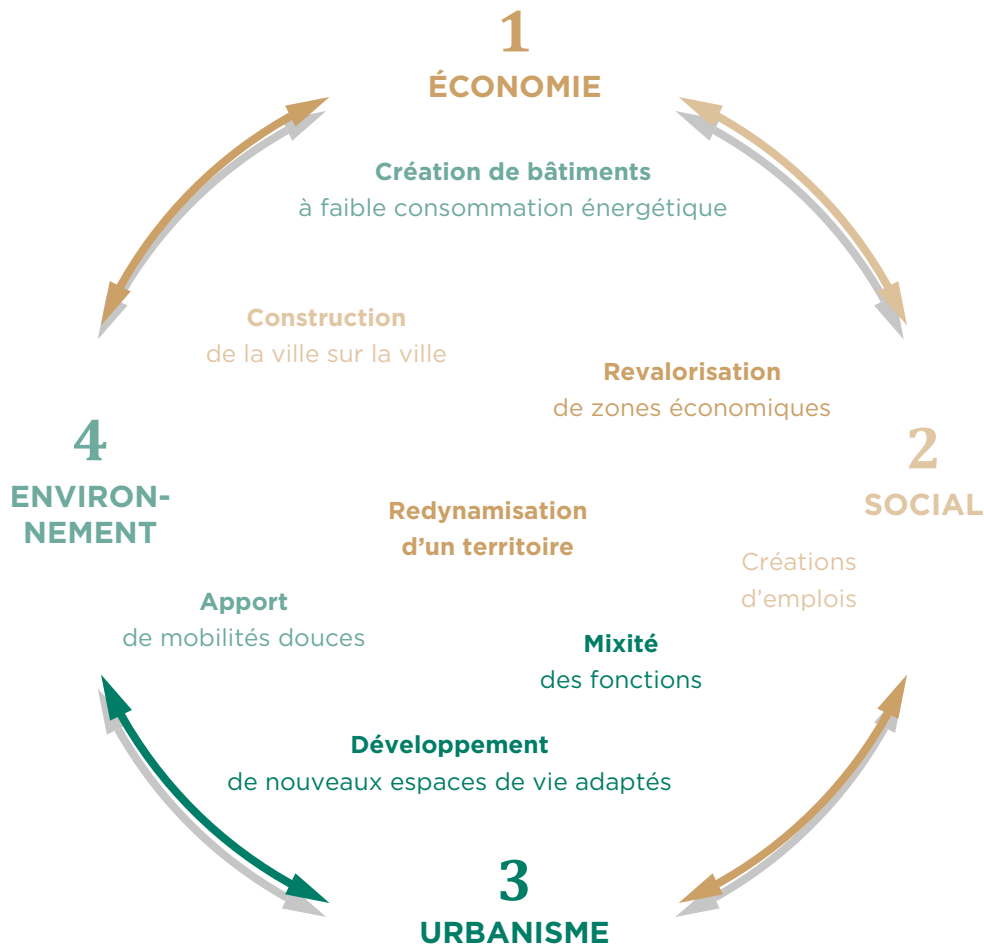 1
ÉCONOMIE
Création de bâtiments
à faible consommation énergétique
Construction
de la ville sur la ville
Revalorisation
de zones économiques
4
ENVIRON-
NEMENT
2
SOCIAL
Redynamisation
d’un territoire
Créations
d’emplois
Apport
de mobilités douces
Mixité
des fonctions
Développement
de nouveaux espaces de vie adaptés
3
URBANISME